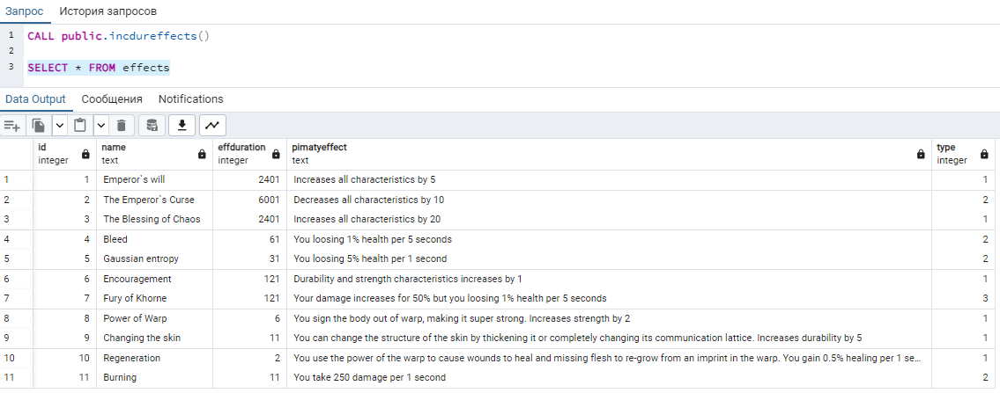 Запрос История запросов
1 CALL public.incdureffects()
2
3 SELECT * FROM effects
Data Output Сообщения Notifications
id name effduration pimatyeffect type
integer text integer text integer
1 1 Emperor`s will 2401 Increases all characteristics by 5 1
2 2 The Emperor`s Curse 6001 Decreases all characteristics by 10 2
3 3 The Blessing of Chaos 2401 Increases all characteristics by 20 1
4 4 Bleed 61 You loosing 1% health per 5 seconds 2
5 5 Gaussian entropy 31 You loosing 5% health per 1 second 2
6 6 Encouragement 121 Durability and strength characteristics increases by 1 1
7 7 Fury of Khorne 121 Your damage increases for 50% but you loosing 1% health per 5 seconds 3
8 8 Power of Warp 6 You sign the body out of warp, making it super strong. Increases strength by 2 1
9 9 Changing the skin 11 You can change the structure of the skin by thickening it or completely changing its communication lattice. Increases durability by 5 1
10 10 Regeneration 2 You use the power of the warp to cause wounds to heal and missing flesh to re-grow from an imprint in the warp. You gain 0.5% healing per 1 se... 1
11 11 Burning 11 You take 250 damage per 1 second 2